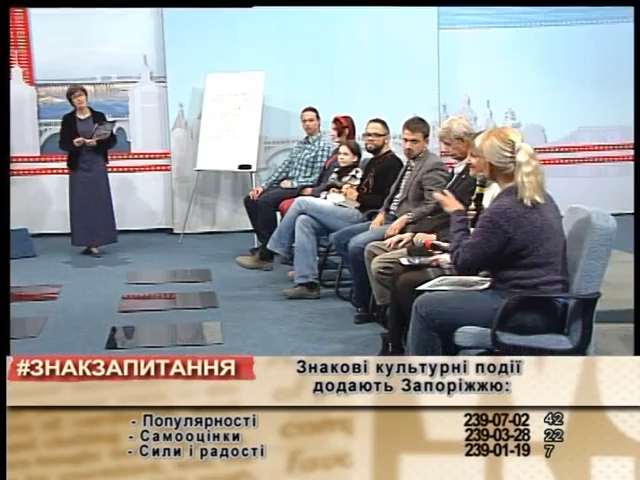 #ЗНАКЗАПИТАННЯ
Знакові культурні події
додають Запоріжжю:
- Популярності 239-07-02 42
- Самооцінки 239-03-28 22
- Сили і радості 239-01-19 7